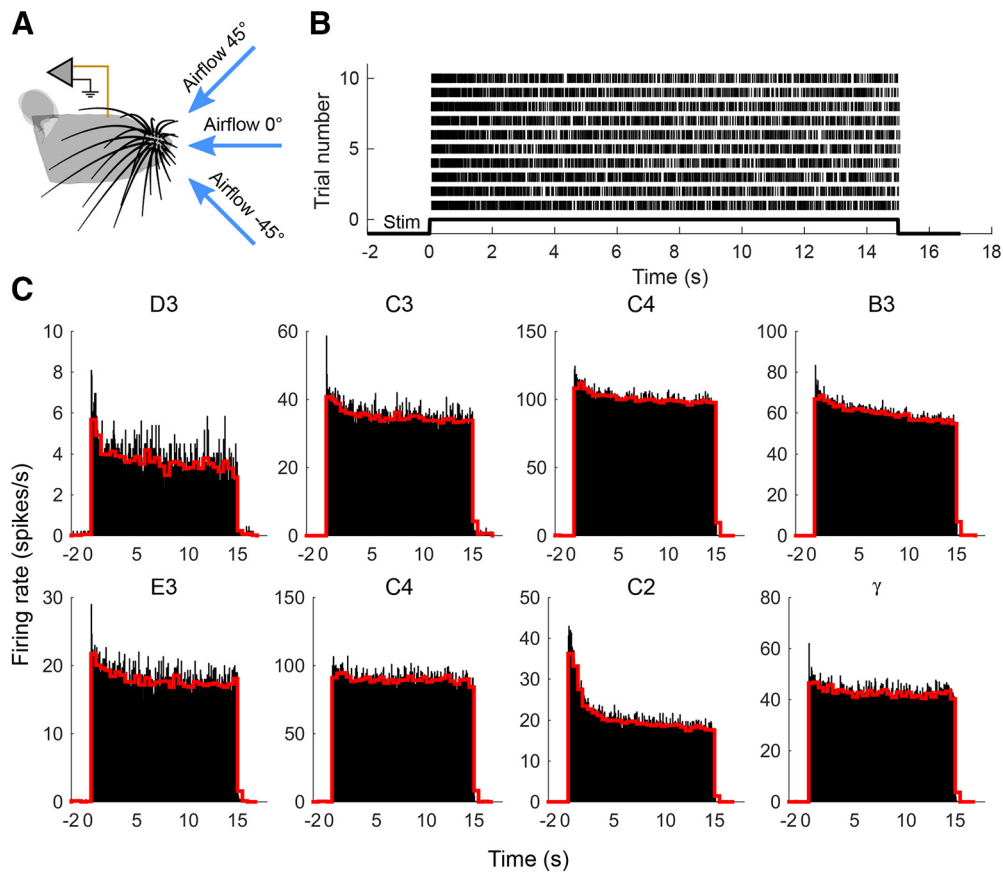 A
Airflow 45°
Airflow 0°
Airflow -45°
B
Trial number
10
5
0
Stim
-2 0 2 4 6 8 10 12 14 16 18
Time (s)
C
Firing rate (spikes/s)
D3
10
8
6
4
2
0
-2 0 5 10 15
C3
60
40
20
0
-2 0 5 10 15
C4
150
100
50
0
-2 0 5 10 15
B3
100
80
60
40
20
0
-2 0 5 10 15
E3
30
20
10
0
-2 0 5 10 15
C4
150
100
50
0
-2 0 5 10 15
C2
50
40
30
20
10
0
-2 0 5 10 15
γ
80
60
40
20
0
-2 0 5 10 15
Time (s)